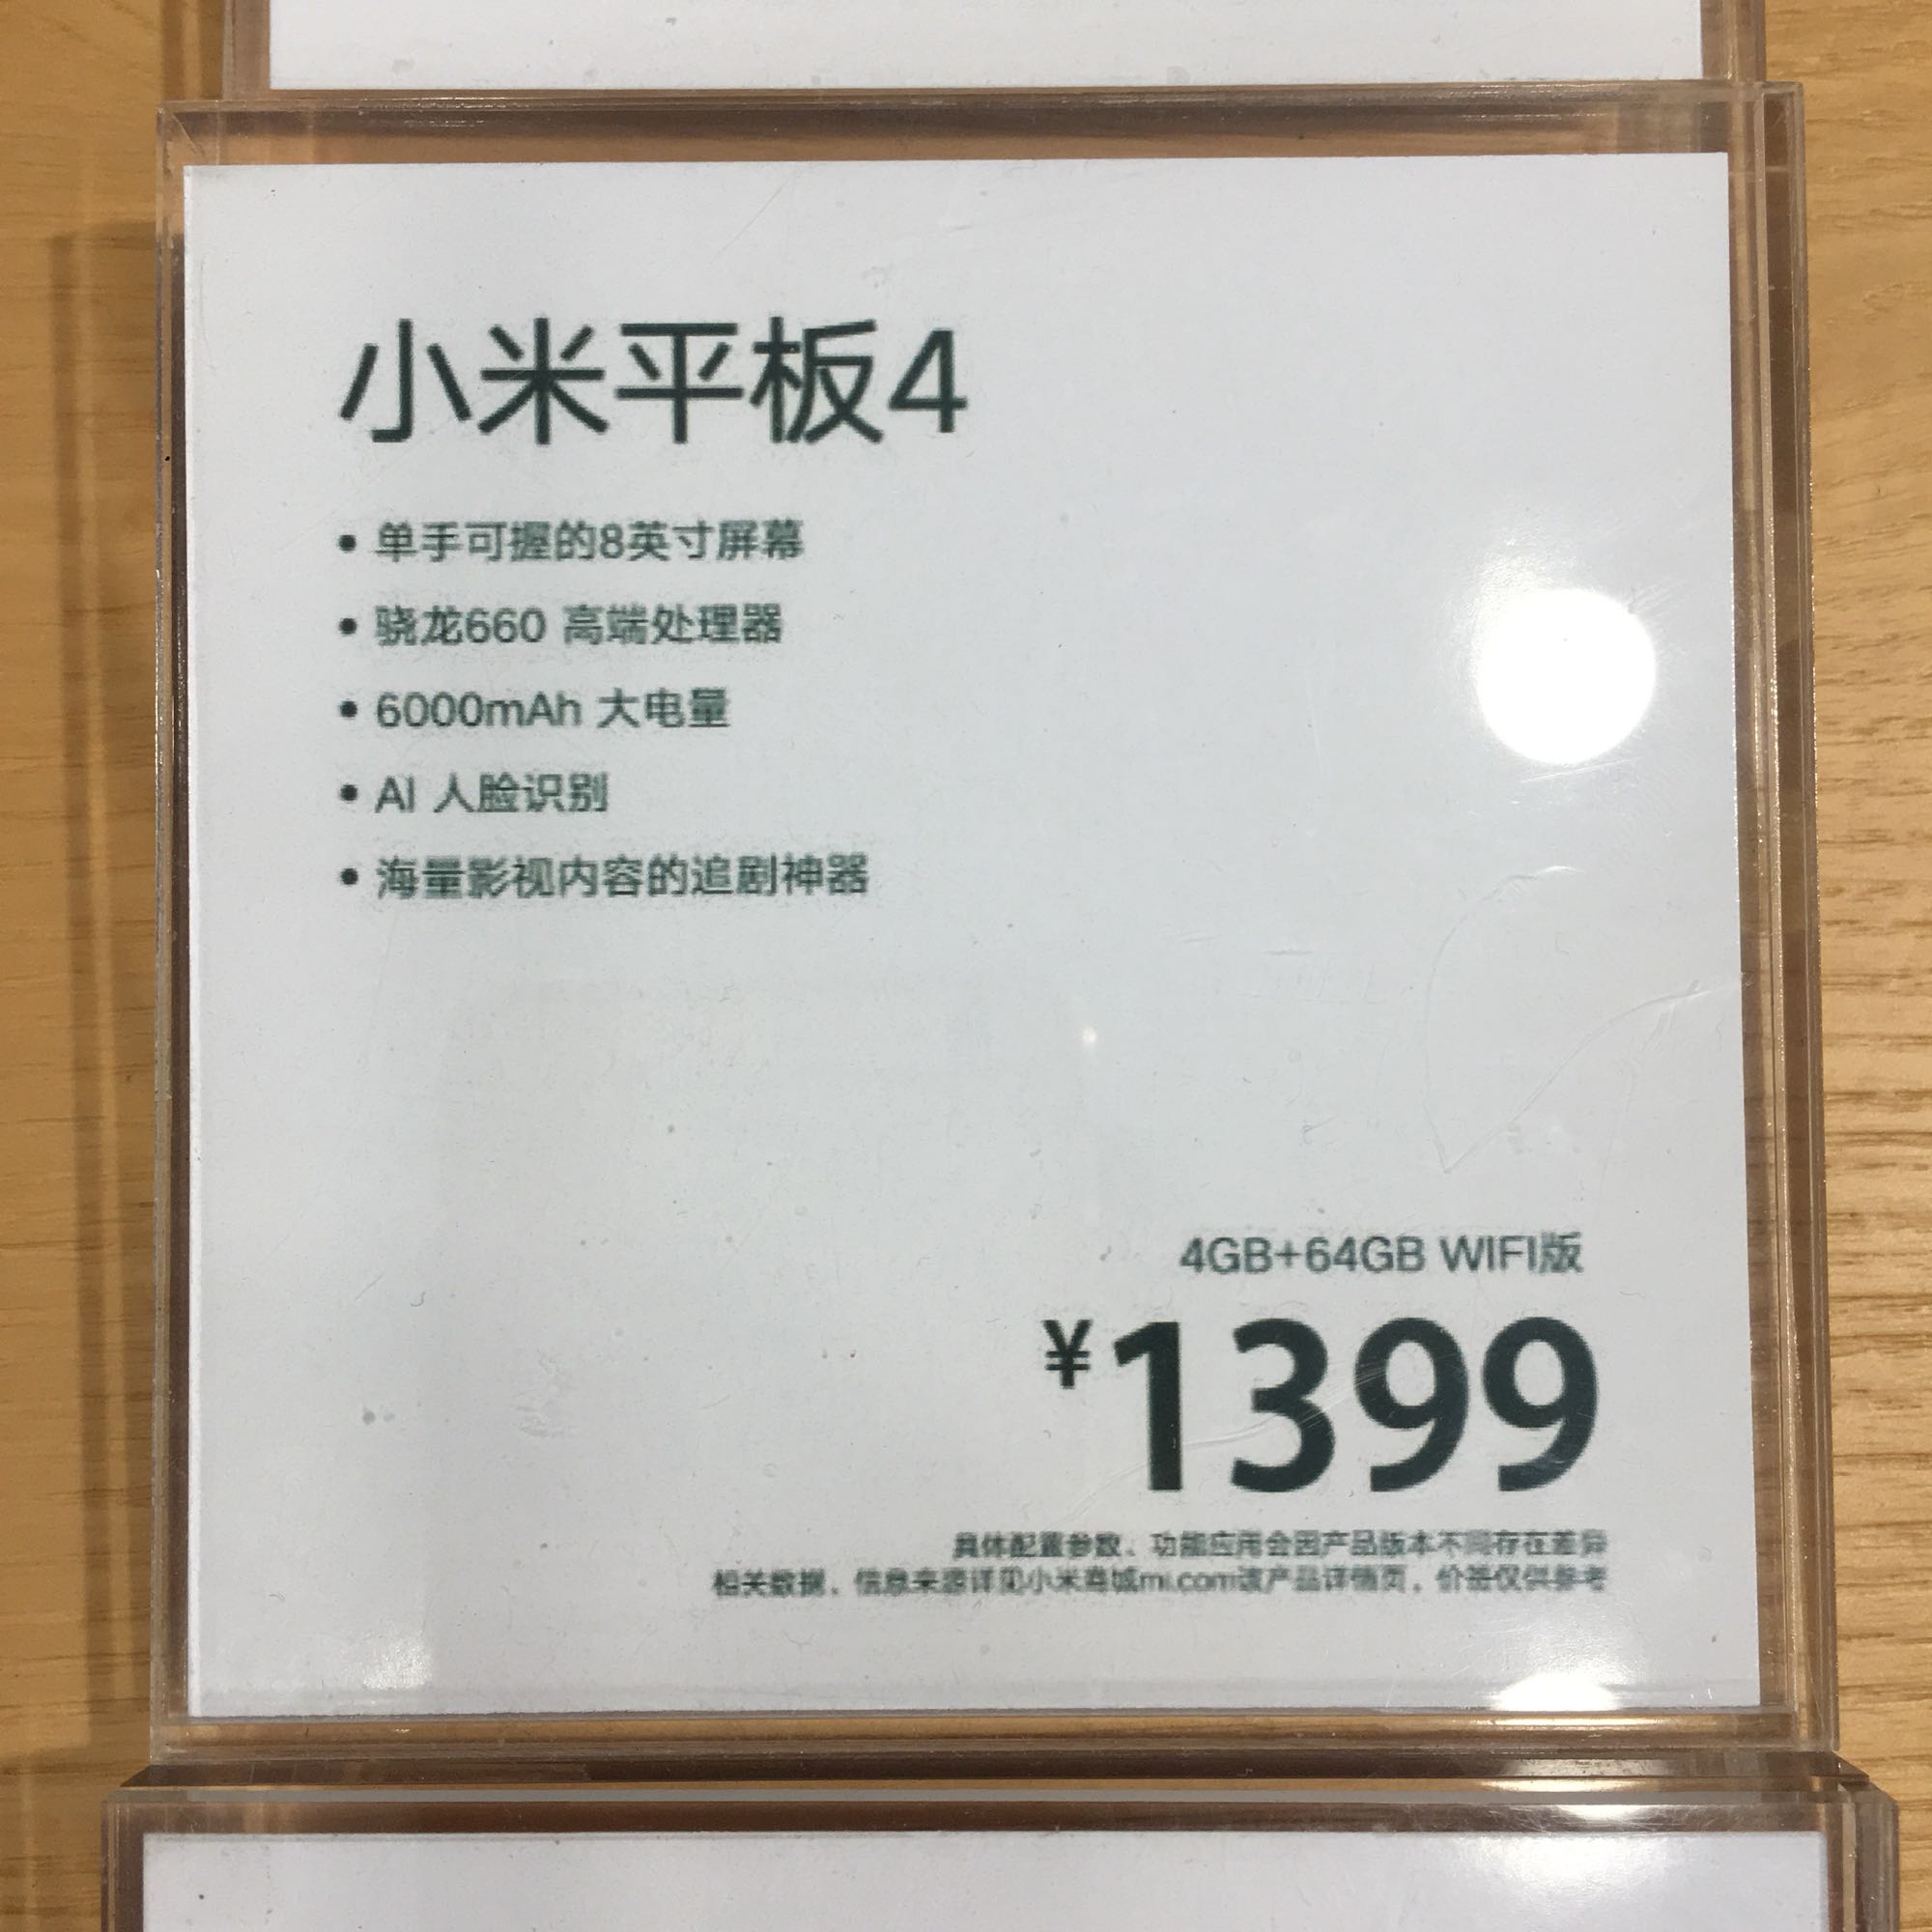 小米平板4
• 单手可握的8英寸屏幕
• 骁龙660 高端处理器
• 6000mAh 大电量
• AI 人脸识别
• 海量影视内容的追剧神器
4GB+64GB WIFI版
¥1399
具体配置参数、功能应用会因产品版本不同存在差异
相关数据、信息来源详见小米商城mi.com该产品详情页，价签仅供参考